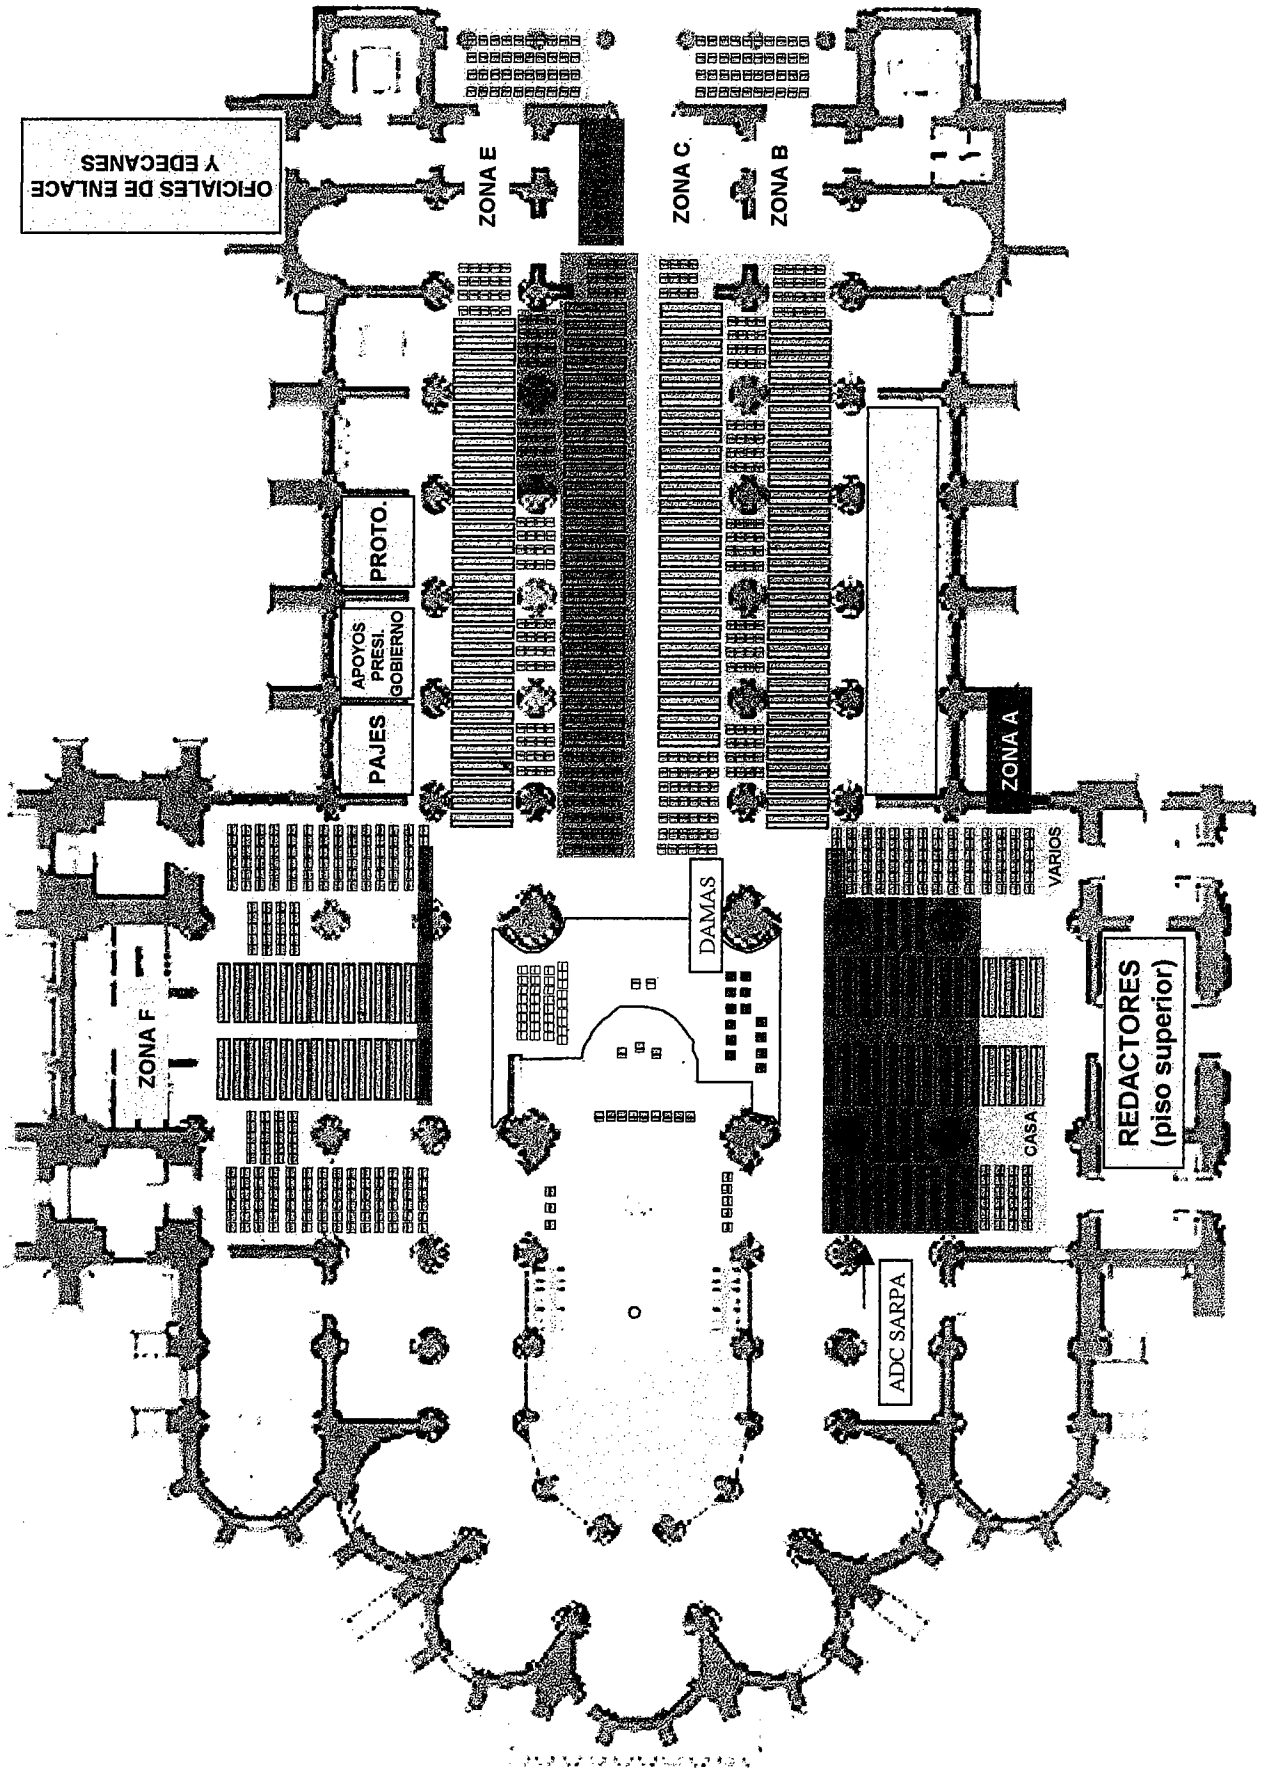 OFICIALES DE ENLACE
Y EDECANES
ZONA E
ZONA C
ZONA B
PROTO.
APOYOS
PRESI.
GOBIERNO
PAJES
ZONA A
VARIOS
DAMAS
ZONA F
REDACTORES
(piso superior)
CASA
ADC SARPA